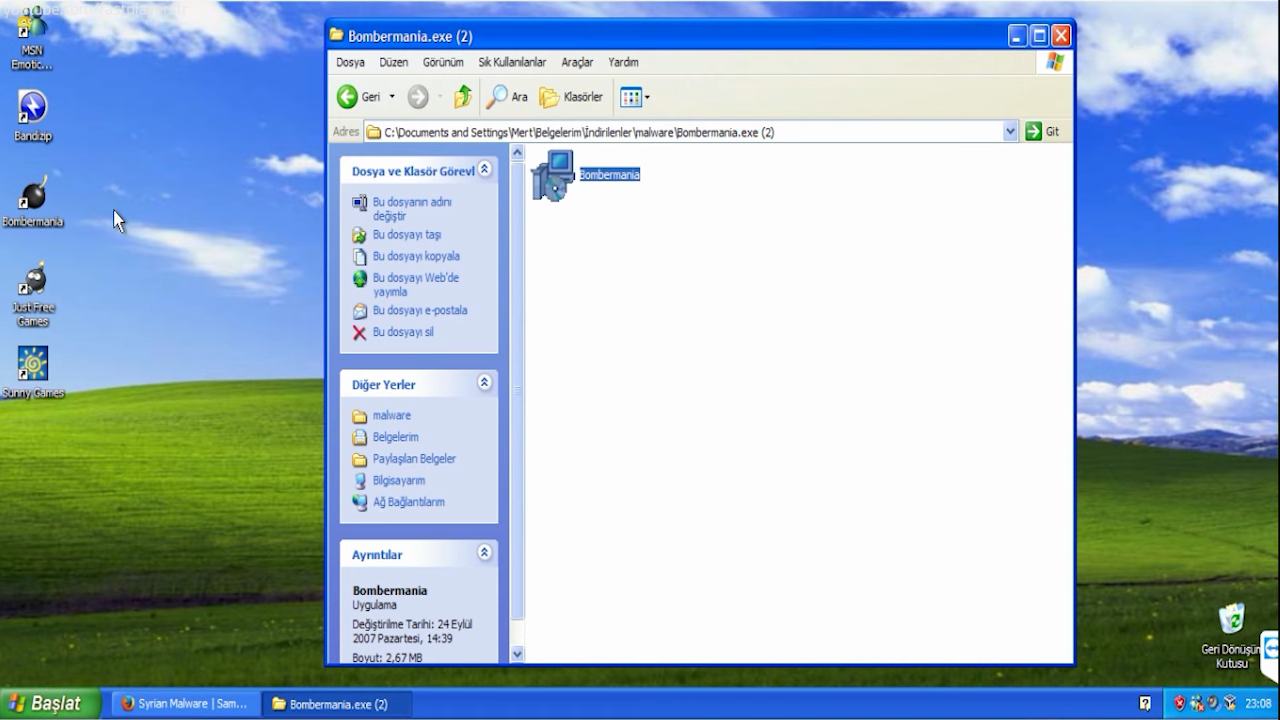 MSN
Emotic...
Bandizip
Bombermania
Just Free
Games
Sunny Games
Bombermania.exe (2)
Dosya Düzen Görünüm Sık Kullanılanlar Araçlar Yardım
Geri Ara Klasörler
Adres C:\Documents and Settings\Mert\Belgelerim\İndirilenler\malware\Bombermania.exe (2) Git
Dosya ve Klasör Görevl
Bu dosyanın adını
değiştir
Bu dosyayı taşı
Bu dosyayı kopyala
Bu dosyayı Web'de
yayımla
Bu dosyayı e-postala
Bu dosyayı sil
Diğer Yerler
malware
Belgelerim
Paylaşılan Belgeler
Bilgisayarım
Ağ Bağlantılarım
Ayrıntılar
Bombermania
Uygulama
Değiştirilme Tarihi: 24 Eylül
2007 Pazartesi, 14:39
Boyut: 2,67 MB
Bombermania
Geri Dönüşün
Kutusu
Başlat
Syrian Malware | Sam...
Bombermania.exe (2)
23:08